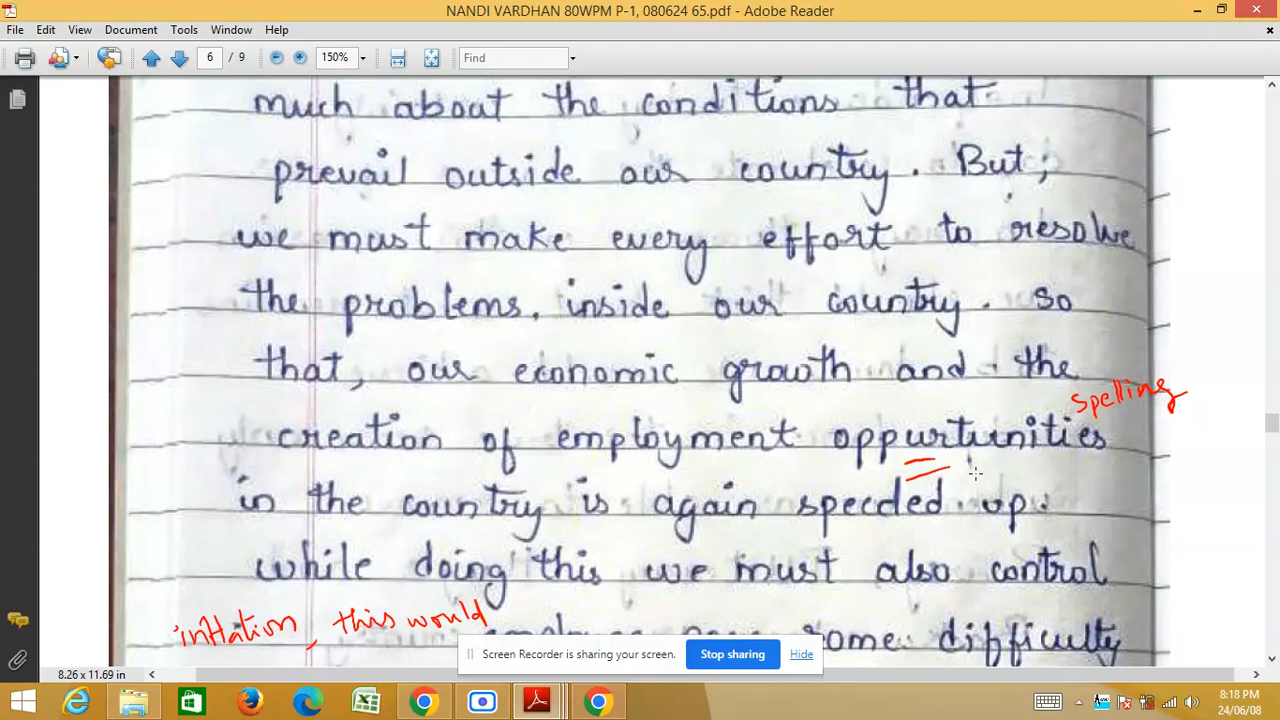 NANDI VARDHAN 80WPM P-1, 080624 65.pdf - Adobe Reader
File Edit View Document Tools Window Help
6 / 9 150% Find
much about the conditions that
prevail outside our country. But,
we must make every effort to resolve
the problems. inside our country. So
that, our economic growth and the
spelling
creation of employment oppurtunities
in the country is again speeded up.
while doing this we must also control
inflation, this would
some difficulty
Screen Recorder is sharing your screen. Stop sharing Hide
8.26 x 11.69 in
8:18 PM
24/06/08